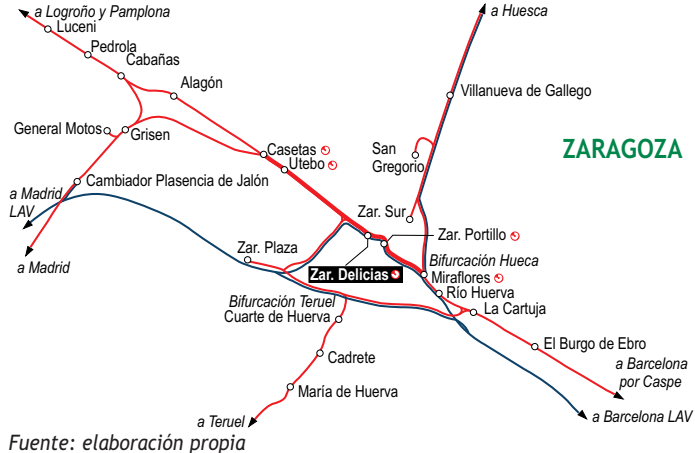 a Logroño y Pamplona
Luceni
Pedrola
Cabañas
Alagón
General Motos
Grisen
Casetas
Utebo
Cambiador Plasencia de Jalón
a Madrid
LAV
a Madrid
a Huesca
Villanueva de Gallego
San
Gregorio
ZARAGOZA
Zar. Sur
Zar. Portillo
Zar. Plaza
Zar. Delicias
Bifurcación Hueca
Miraflores
Río Huerva
La Cartuja
Bifurcación Teruel
Cuarte de Huerva
El Burgo de Ebro
Cadrete
a Barcelona
por Caspe
María de Huerva
a Teruel
a Barcelona LAV
Fuente: elaboración propia